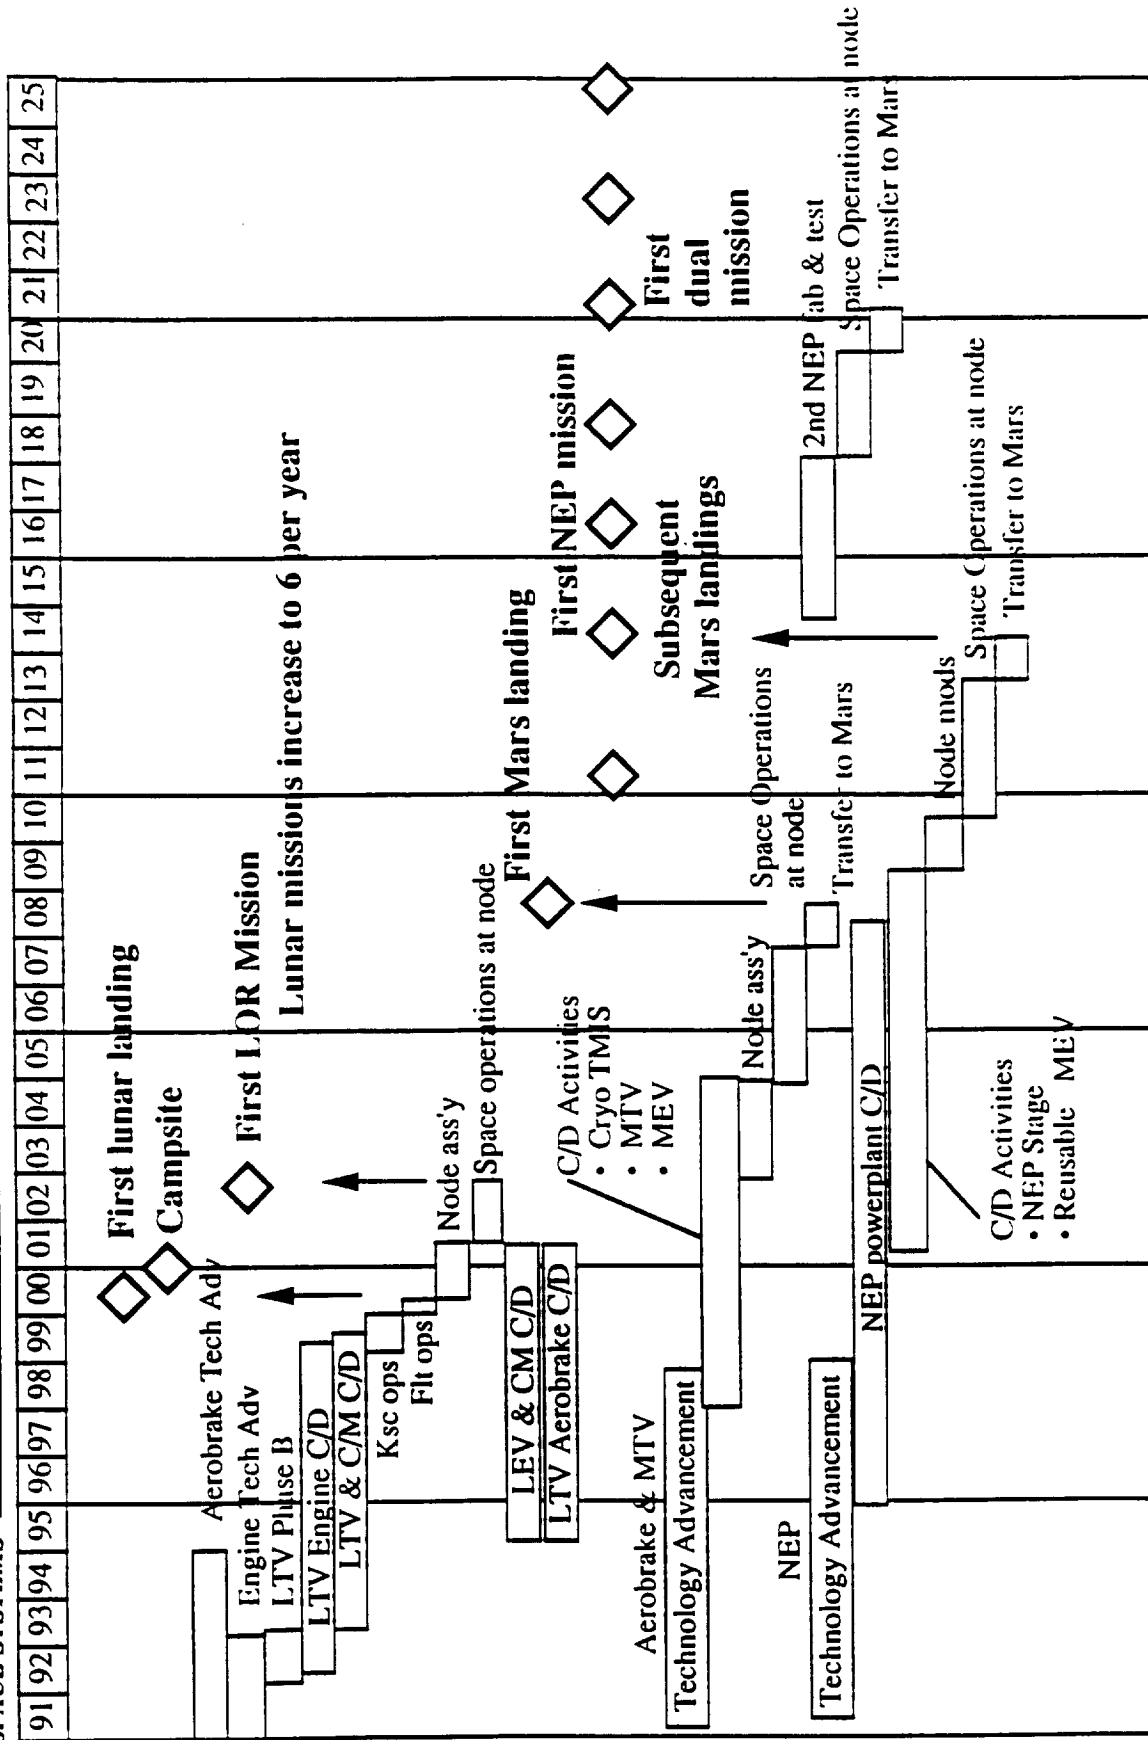 91 92 93 94 95 96 97 98 99 00 01 02 03 04 05 06 07 08 09 10 11 12 13 14 15 16 17 18 19 20 21 22 23 24 25
First lunar landing
Campsite
Aerobrake Tech Adv
First LOR Mission
Engine Tech Adv
LTV Phase B
Lunar missions increase to 6 per year
LTV Engine C/D
LTV & C/M C/D
Ksc ops
Flt ops
Node ass'y
Space operations at node
LEV & CM C/D
LTV Aerobrake C/D
First Mars landing
First NEP mission
Subsequent
Mars landings
First
dual
mission
C/D Activities
• Cryo TMIS
• MTV
• MEV
Aerobrake & MTV
Technology Advancement
Node ass'y
Space Operations
at node
Transfer to Mars
NEP
Technology Advancement
NEP powerplant C/D
2nd NEP fab & test
Space Operations at node
Transfer to Mars
Node mods
Space Operations at node
Transfer to Mars
C/D Activities
• NEP Stage
• Reusable MEV